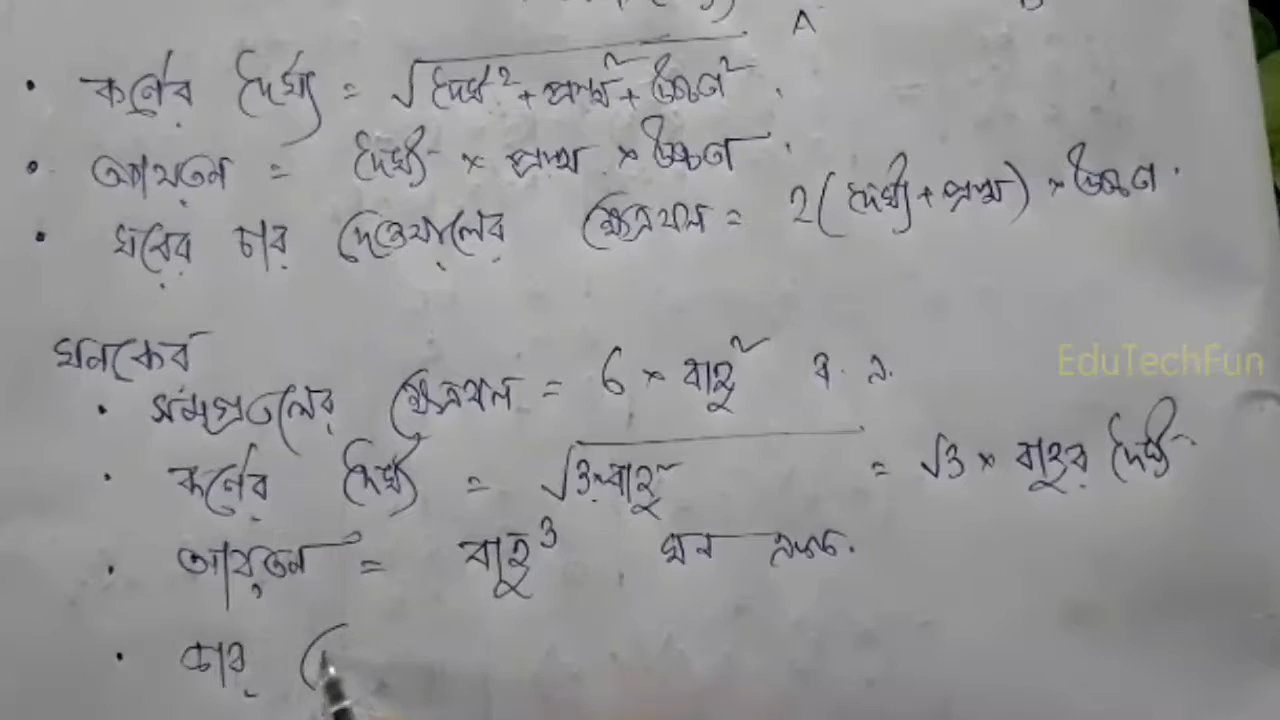 A
• কর্ণের দৈর্ঘ্য = √দৈর্ঘ্য² + প্রস্থ² + উচ্চতা².
• আয়তন = দৈর্ঘ্য × প্রস্থ × উচ্চতা.
• ঘরের চার দেওয়ালের ক্ষেত্রফল = 2(দৈর্ঘ্য + প্রস্থ) × উচ্চতা.
ঘনকের
EduTechFun
• সমগ্রতলের ক্ষেত্রফল = 6 × বাহু² ব. এ.
• কর্ণের দৈর্ঘ্য = √3×বাহু² = √3 × বাহুর দৈর্ঘ্য
• আয়তন = বাহু³ ঘন একক.
• চার